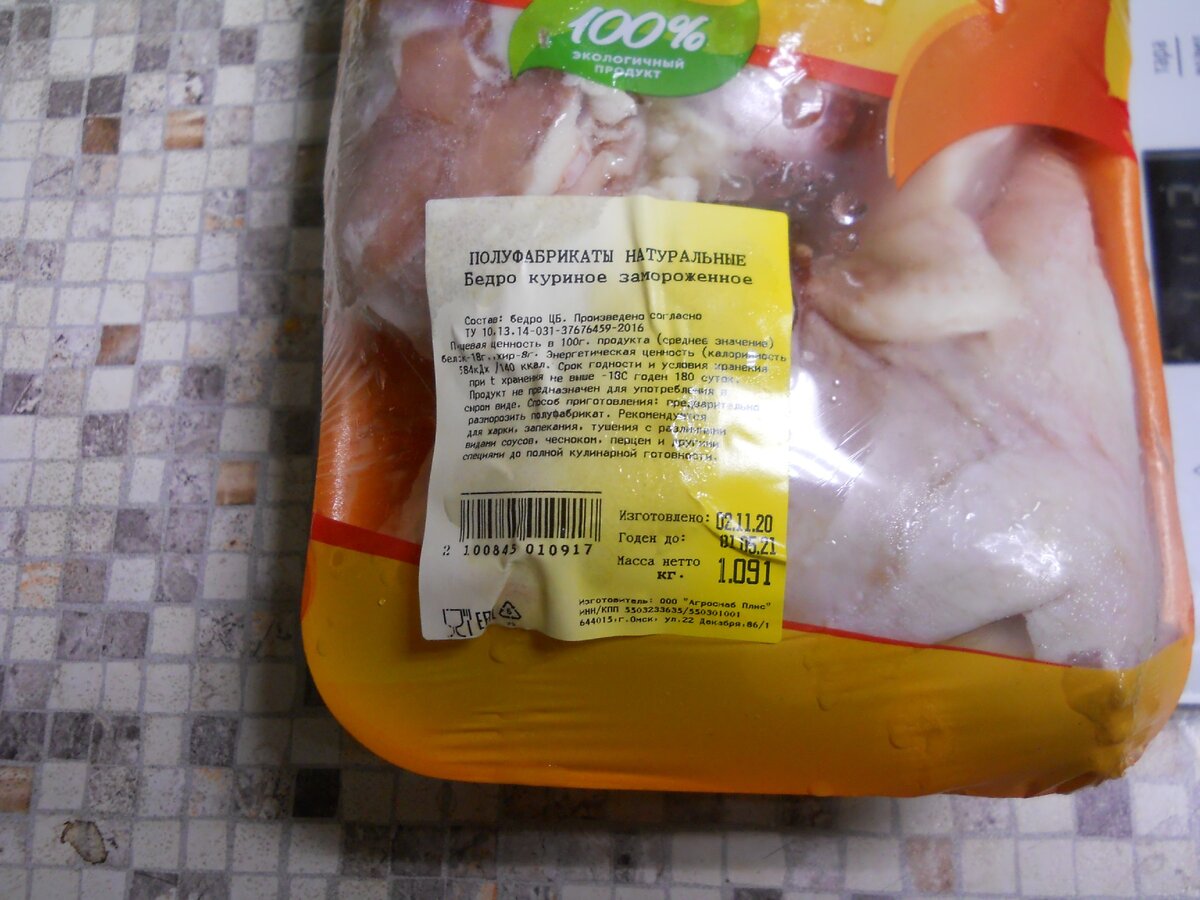 100%
ЭКОЛОГИЧНЫЙ
ПРОДУКТ
тара
ПОЛУФАБРИКАТЫ НАТУРАЛЬНЫЕ
Бедро куриное замороженное
Состав: бедро ЦБ. Произведено согласно
ТУ 10.13.14-031-37676459-2016
Пищевая ценность в 100г. продукта (среднее значение)
белок-18г.,жир-8г. Энергетическая ценность (калорийность
584кДж /140 ккал. Срок годности и условия хранения
при t хранения не выше -18С годен 180 суток.
Продукт не предназначен для употребления в
сыром виде. Способ приготовления: предварительно
разморозить полуфабрикат. Рекомендуется
для жарки, запекания, тушения с различными
видами соусов, чесноком, перцем и другими
специями до полной кулинарной готовности.
Изготовлено: 02.11.20
Годен до: 01.05.21
2 100845 010917
Масса нетто
кг. 1.091
EAC
Изготовитель: ООО "Агроснаб Плюс"
ИНН/КПП 5503233635/550301001
644015,г.Омск, ул.22 Декабря,86/1